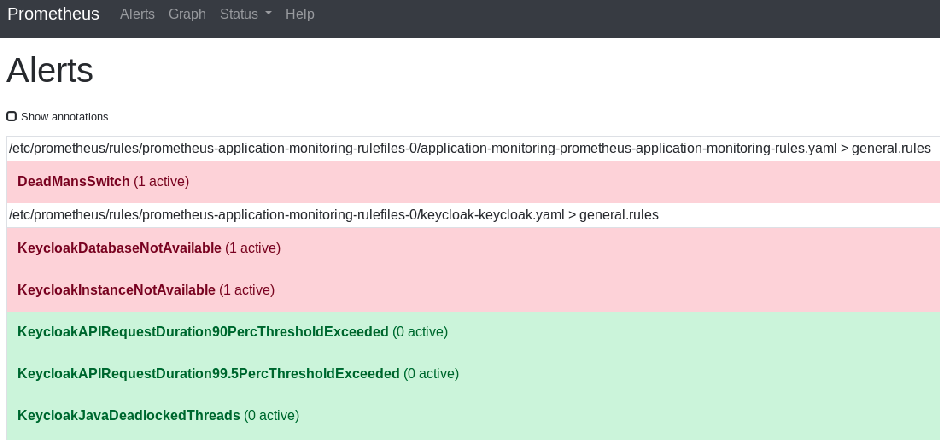 Prometheus Alerts Graph Status Help
Alerts
Show annotations
/etc/prometheus/rules/prometheus-application-monitoring-rulefiles-0/application-monitoring-prometheus-application-monitoring-rules.yaml > general.rules
DeadMansSwitch (1 active)
/etc/prometheus/rules/prometheus-application-monitoring-rulefiles-0/keycloak-keycloak.yaml > general.rules
KeycloakDatabaseNotAvailable (1 active)
KeycloakInstanceNotAvailable (1 active)
KeycloakAPIRequestDuration90PercThresholdExceeded (0 active)
KeycloakAPIRequestDuration99.5PercThresholdExceeded (0 active)
KeycloakJavaDeadlockedThreads (0 active)